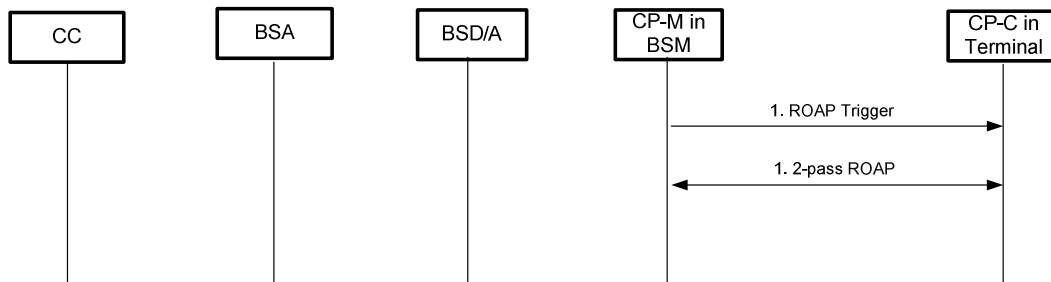 CC
BSA
BSD/A
CP-M in
BSM
CP-C in
Terminal
1. ROAP Trigger
1. 2-pass ROAP